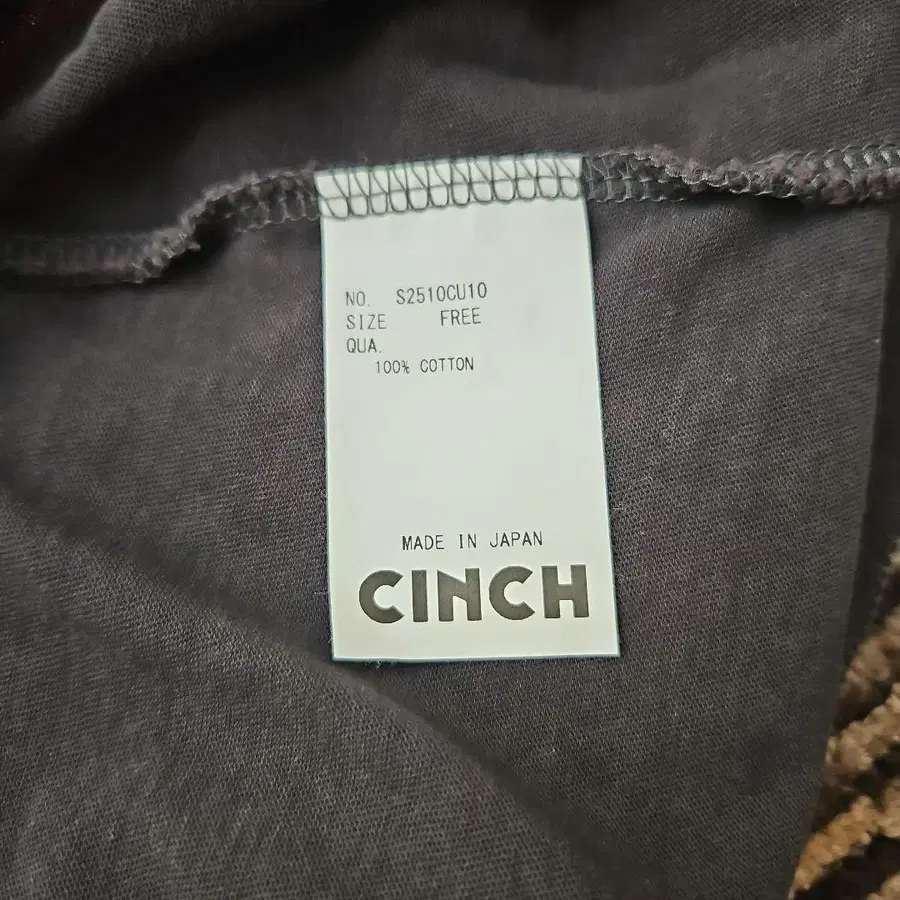 NO. S2510CU10
SIZE FREE
QUA.
100% COTTON
MADE IN JAPAN
CINCH